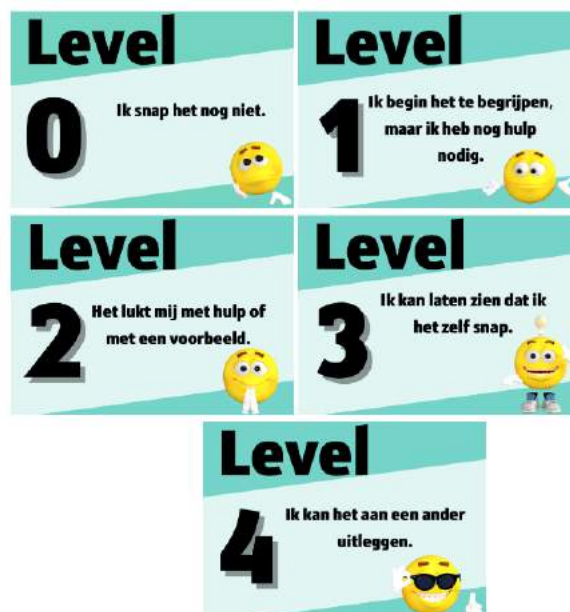 Level
0
Ik snap het nog niet.
Level
1
Ik begin het te begrijpen,
maar ik heb nog hulp
nodig.
Level
2
Het lukt mij met hulp of
met een voorbeeld.
Level
3
Ik kan laten zien dat ik
het zelf snap.
Level
4
Ik kan het aan een ander
uitleggen.